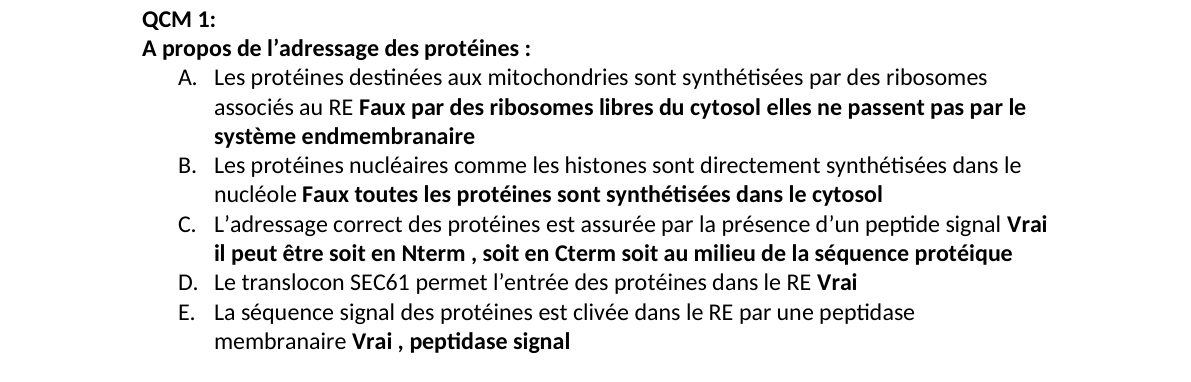 QCM 1:
A propos de l’adressage des protéines :
A. Les protéines destinées aux mitochondries sont synthétisées par des ribosomes
associés au RE Faux par des ribosomes libres du cytosol elles ne passent pas par le
système endmembranaire
B. Les protéines nucléaires comme les histones sont directement synthétisées dans le
nucléole Faux toutes les protéines sont synthétisées dans le cytosol
C. L’adressage correct des protéines est assurée par la présence d’un peptide signal Vrai
il peut être soit en Nterm , soit en Cterm soit au milieu de la séquence protéique
D. Le translocon SEC61 permet l’entrée des protéines dans le RE Vrai
E. La séquence signal des protéines est clivée dans le RE par une peptidase
membranaire Vrai , peptidase signal